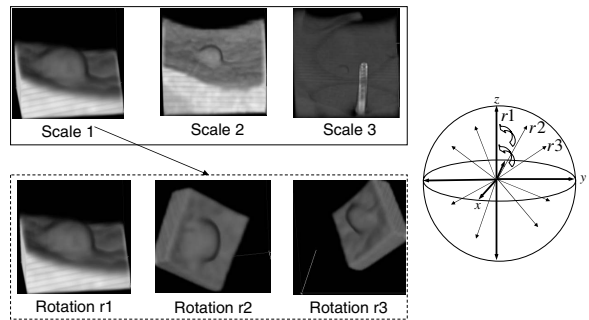 Scale 1
Scale 2
Scale 3
z
r1
r2
r3
y
x
Rotation r1
Rotation r2
Rotation r3